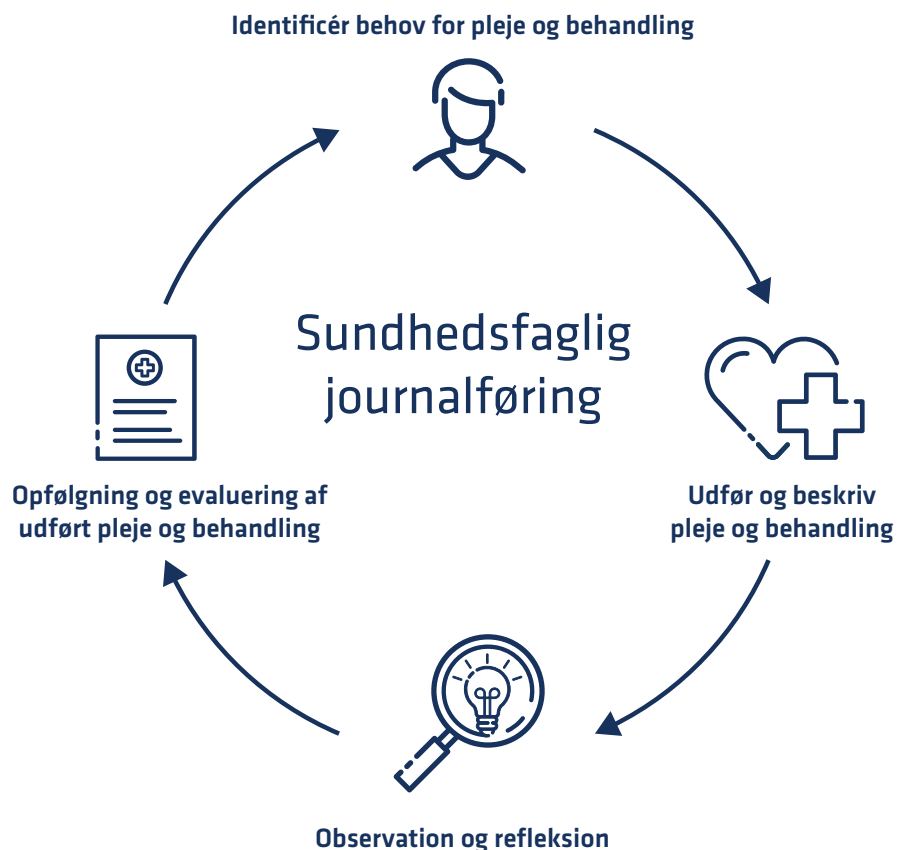 Identificér behov for pleje og behandling
Sundhedsfaglig
journalføring
Udfør og beskriv
pleje og behandling
Observation og refleksion
Opfølgning og evaluering af
udført pleje og behandling